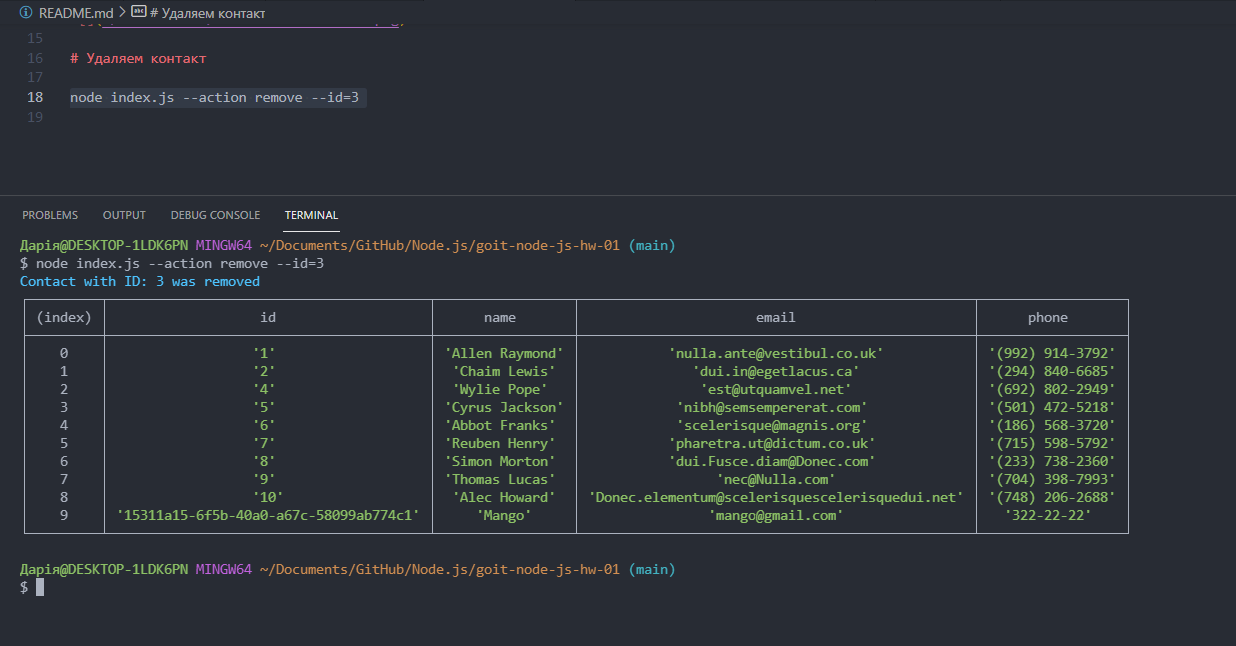 README.md > # Удаляем контакт
15
16 # Удаляем контакт
17
18 node index.js --action remove --id=3
19
PROBLEMS OUTPUT DEBUG CONSOLE TERMINAL
Дарія@DESKTOP-1LDK6PN MINGW64 ~/Documents/GitHub/Node.js/goit-node-js-hw-01 (main)
$ node index.js --action remove --id=3
Contact with ID: 3 was removed
(index) id name email phone
0 '1' 'Allen Raymond' 'nulla.ante@vestibul.co.uk' '(992) 914-3792'
1 '2' 'Chaim Lewis' 'dui.in@egetlacus.ca' '(294) 840-6685'
2 '4' 'Wylie Pope' 'est@utquamvel.net' '(692) 802-2949'
3 '5' 'Cyrus Jackson' 'nibh@semsempererat.com' '(501) 472-5218'
4 '6' 'Abbot Franks' 'scelerisque@magnis.org' '(186) 568-3720'
5 '7' 'Reuben Henry' 'pharetra.ut@dictum.co.uk' '(715) 598-5792'
6 '8' 'Simon Morton' 'dui.Fusce.diam@Donec.com' '(233) 738-2360'
7 '9' 'Thomas Lucas' 'nec@Nulla.com' '(704) 398-7993'
8 '10' 'Alec Howard' 'Donec.elementum@scelerisquescelerisquedui.net' '(748) 206-2688'
9 '15311a15-6f5b-40a0-a67c-58099ab774c1' 'Mango' 'mango@gmail.com' '322-22-22'
Дарія@DESKTOP-1LDK6PN MINGW64 ~/Documents/GitHub/Node.js/goit-node-js-hw-01 (main)
$